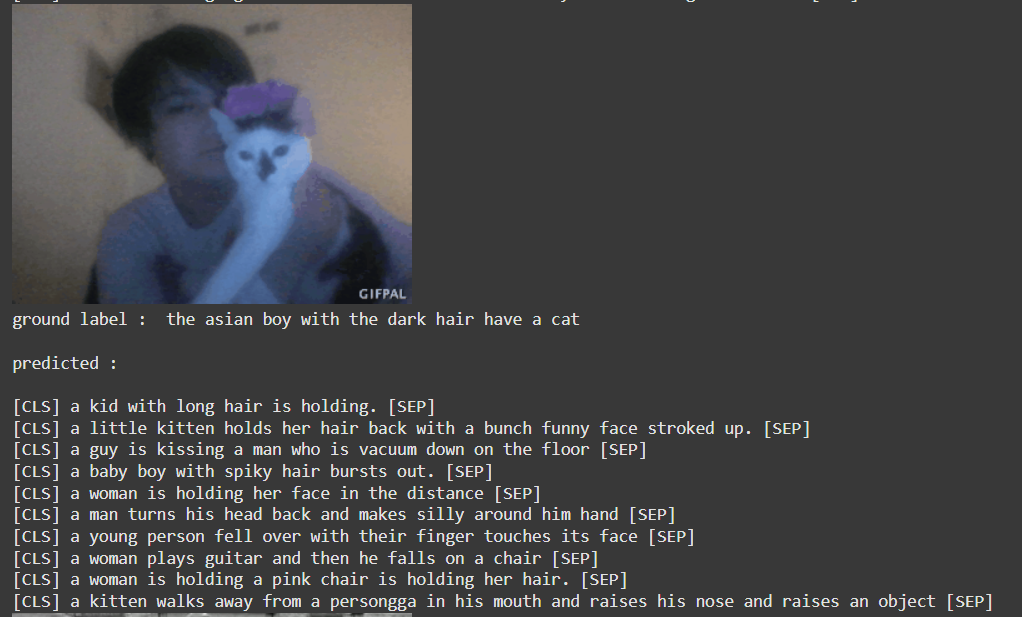 GIFPAL
ground label :  the asian boy with the dark hair have a cat
predicted :
[CLS] a kid with long hair is holding. [SEP]
[CLS] a little kitten holds her hair back with a bunch funny face stroked up. [SEP]
[CLS] a guy is kissing a man who is vacuum down on the floor [SEP]
[CLS] a baby boy with spiky hair bursts out. [SEP]
[CLS] a woman is holding her face in the distance [SEP]
[CLS] a man turns his head back and makes silly around him hand [SEP]
[CLS] a young person fell over with their finger touches its face [SEP]
[CLS] a woman plays guitar and then he falls on a chair [SEP]
[CLS] a woman is holding a pink chair is holding her hair. [SEP]
[CLS] a kitten walks away from a persongga in his mouth and raises his nose and raises an object [SEP]